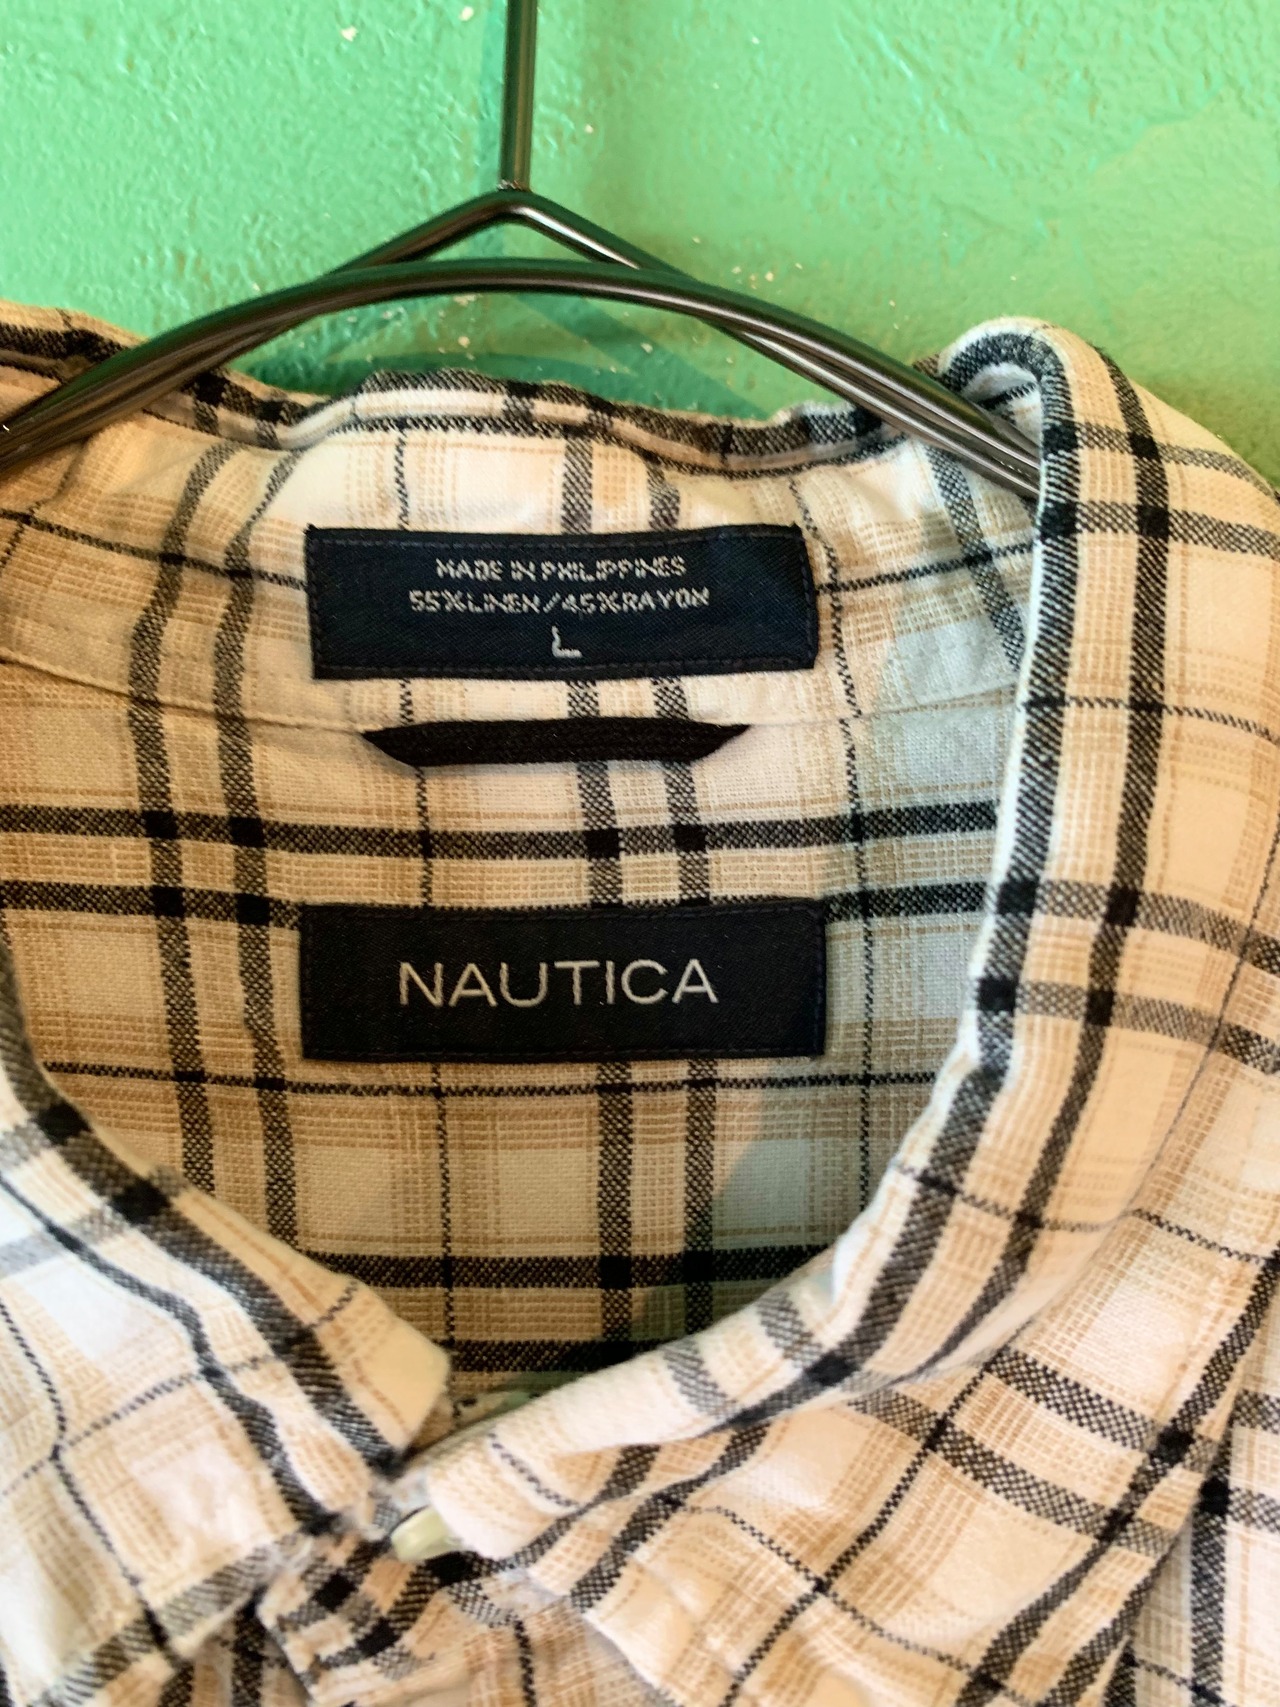 MADE IN PHILIPPINES
55%LINEN/45%RAYON
L
NAUTICA